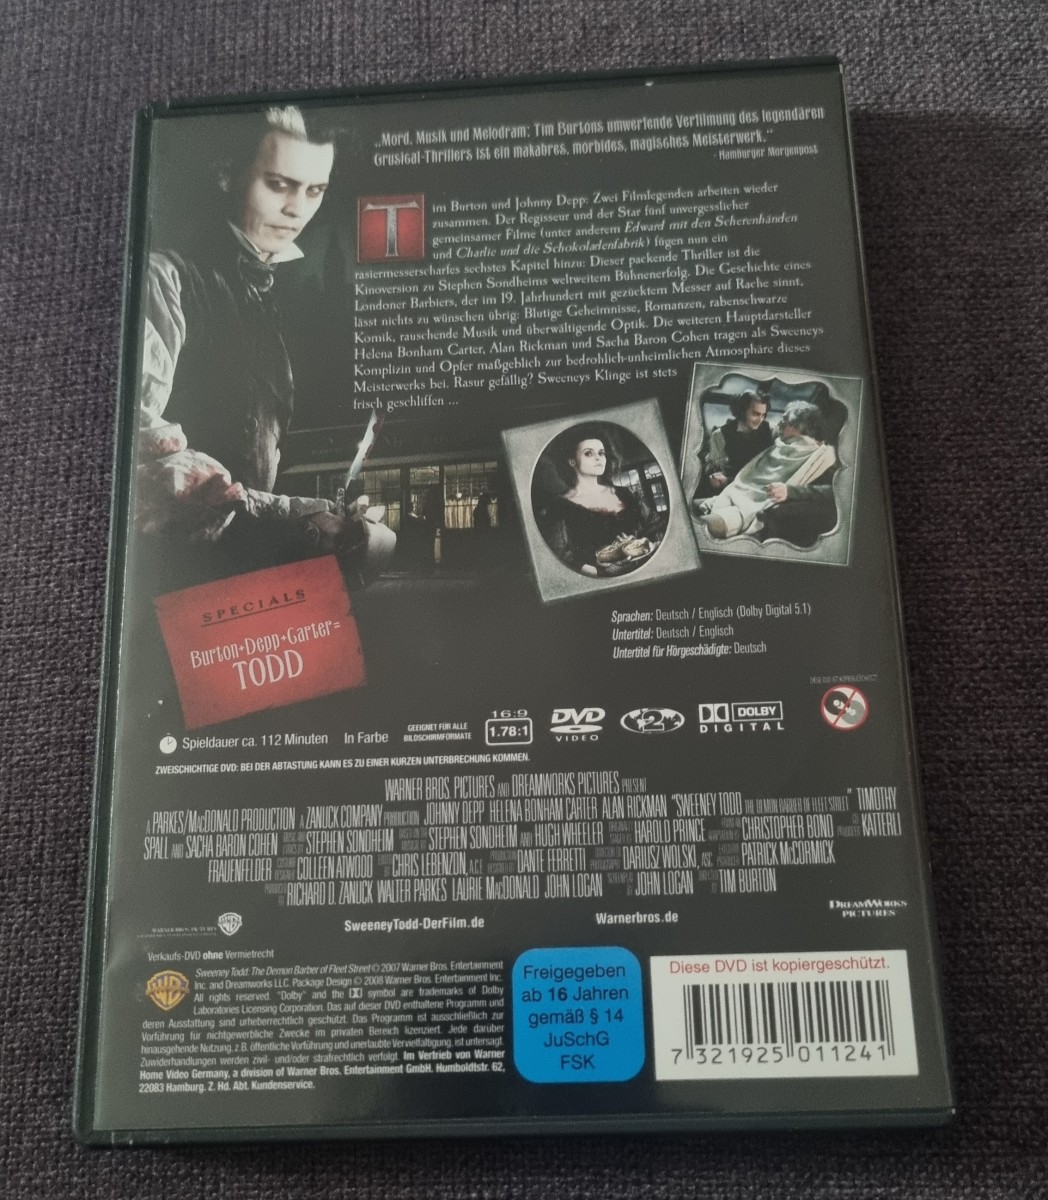 „Mord, Musik und Melodram: Tim Burtons umwerfende Verfilmung des legendären
Grusical-Thrillers ist ein makabres, morbides, magisches Meisterwerk."
- Hamburger Morgenpost
Tim Burton und Johnny Depp: Zwei Filmlegenden arbeiten wieder
zusammen. Der Regisseur und der Star fünf unvergesslicher
gemeinsamer Filme (unter anderem Edward mit den Scherenhänden
und Charlie und die Schokoladenfabrik) fügen nun ein
rasiermesserscharfes sechstes Kapitel hinzu: Dieser packende Thriller ist die
Kinoversion zu Stephen Sondheims weltweitem Bühnenerfolg. Die Geschichte eines
Londoner Barbiers, der im 19. Jahrhundert mit gezücktem Messer auf Rache sinnt,
lässt nichts zu wünschen übrig: Blutige Geheimnisse, Romanzen, rabenschwarze
Komik, rauschende Musik und überwältigende Optik. Die weiteren Hauptdarsteller
Helena Bonham Carter, Alan Rickman und Sacha Baron Cohen tragen als Sweeneys
Komplizin und Opfer maßgeblich zur bedrohlich-unheimlichen Atmosphäre dieses
Meisterwerks bei. Rasur gefällig? Sweeneys Klinge ist stets
frisch geschliffen ...
SPECIALS
Burton+Depp+Carter=
TODD
Sprachen: Deutsch / Englisch (Dolby Digital 5.1)
Untertitel: Deutsch / Englisch
Untertitel für Hörgeschädigte: Deutsch
Spieldauer ca. 112 Minuten In Farbe
GEEIGNET FÜR ALLE
BILDSCHIRMFORMATE
16:9
1.78:1
DVD
VIDEO
2
DOLBY
DIGITAL
ZWEISCHICHTIGE DVD: BEI DER ABTASTUNG KANN ES ZU EINER KURZEN UNTERBRECHUNG KOMMEN.
WARNER BROS. PICTURES AND DREAMWORKS PICTURES PRESENT
A PARKES/MACDONALD PRODUCTION A ZANUCK COMPANY PRODUCTION JOHNNY DEPP HELENA BONHAM CARTER ALAN RICKMAN "SWEENEY TODD THE DEMON BARBER OF FLEET STREET" TIMOTHY
SPALL AND SACHA BARON COHEN STEPHEN SONDHEIM STEPHEN SONDHEIM AND HUGH WHEELER HAROLD PRINCE CHRISTOPHER BOND KATTERLI
FRAUENFELDER COLLEEN ATWOOD CHRIS LEBENZON, A.C.E. DANTE FERRETTI DARIUSZ WOLSKI, ASC. PATRICK McCORMICK
RICHARD D. ZANUCK WALTER PARKES LAURIE MacDONALD JOHN LOGAN JOHN LOGAN TIM BURTON
WARNER BROS. PICTURES
SweeneyTodd-DerFilm.de
Warnerbros.de
DREAMWORKS
PICTURES
Verkaufs-DVD ohne Vermietrecht
Sweeney Todd: The Demon Barber of Fleet Street © 2007 Warner Bros. Entertainment
Inc. and Dreamworks LLC. Package Design © 2008 Warner Bros. Entertainment Inc.
All rights reserved. "Dolby" and the symbol are trademarks of Dolby
Laboratories Licensing Corporation. Das auf dieser DVD enthaltene Programm und
deren Ausstattung sind urheberrechtlich geschützt. Das Programm ist ausschließlich zur
Vorführung für nichtgewerbliche Zwecke im privaten Bereich lizenziert. Jede darüber
hinausgehende Nutzung, z.B. öffentliche Vorführung und unerlaubte Vervielfältigung, ist untersagt.
Zuwiderhandlungen werden zivil- und/oder strafrechtlich verfolgt. Im Vertrieb von Warner
Home Video Germany, a division of Warner Bros. Entertainment GmbH. Humboldtstr. 62,
22083 Hamburg. Z. Hd. Abt. Kundenservice.
Freigegeben
ab 16 Jahren
gemäß § 14
JuSchG
FSK
Diese DVD ist kopiergeschützt.
7 321925 011241